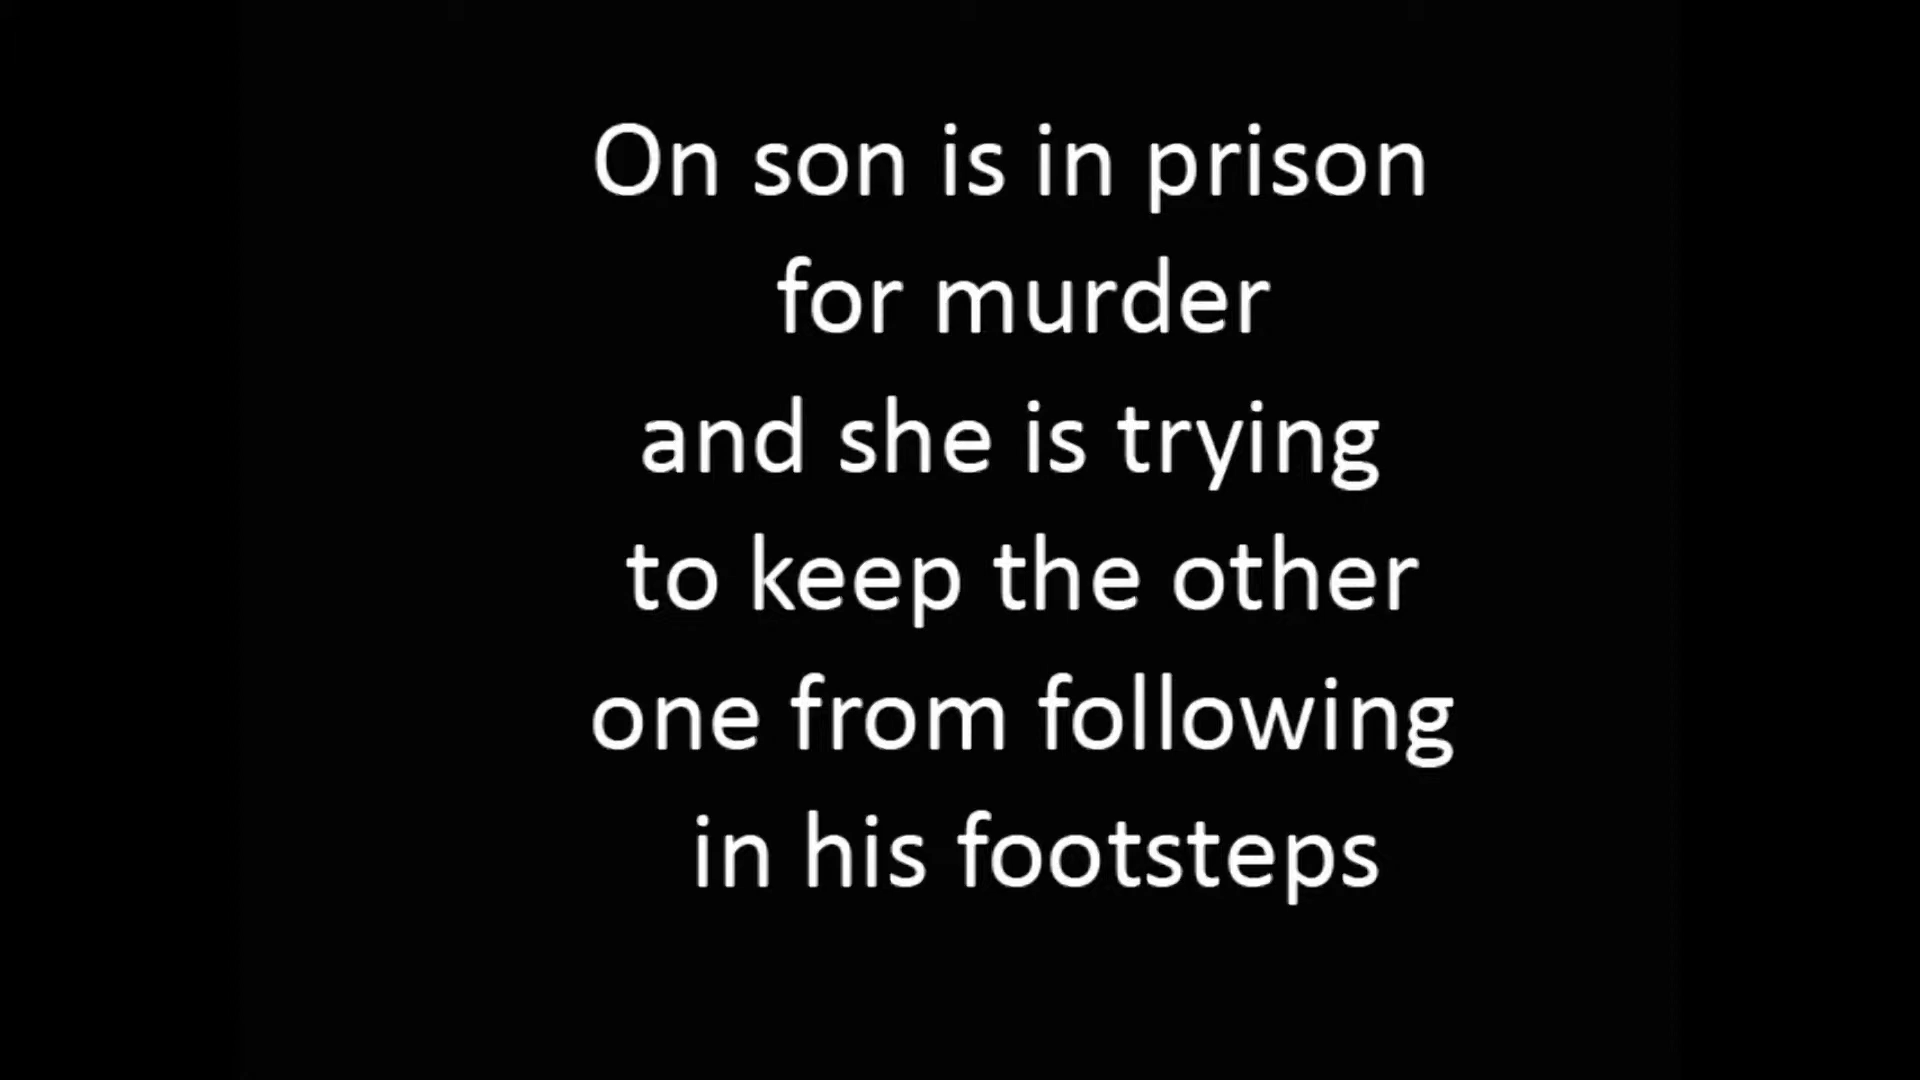 On son is in prison
for murder
and she is trying
to keep the other
one from following
in his footsteps